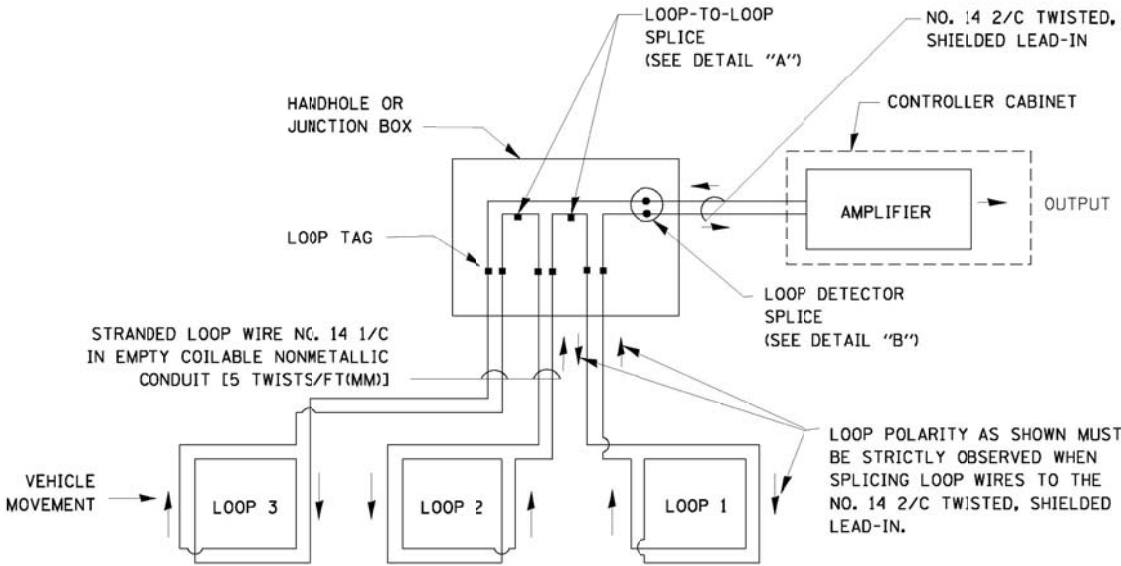 LOOP-TO-LOOP
SPLICE
(SEE DETAIL "A")
NO. 14 2/C TWISTED,
SHIELDED LEAD-IN
HANDHOLE OR
JUNCTION BOX
CONTROLLER CABINET
AMPLIFIER
OUTPUT
LOOP TAG
LOOP DETECTOR
SPLICE
(SEE DETAIL "B")
STRANDED LOOP WIRE NO. 14 1/C
IN EMPTY COILABLE NONMETALLIC
CONDUIT [5 TWISTS/FT(MM)]
VEHICLE
MOVEMENT
LOOP 3
LOOP 2
LOOP 1
LOOP POLARITY AS SHOWN MUST
BE STRICTLY OBSERVED WHEN
SPLICING LOOP WIRES TO THE
NO. 14 2/C TWISTED, SHIELDED
LEAD-IN.